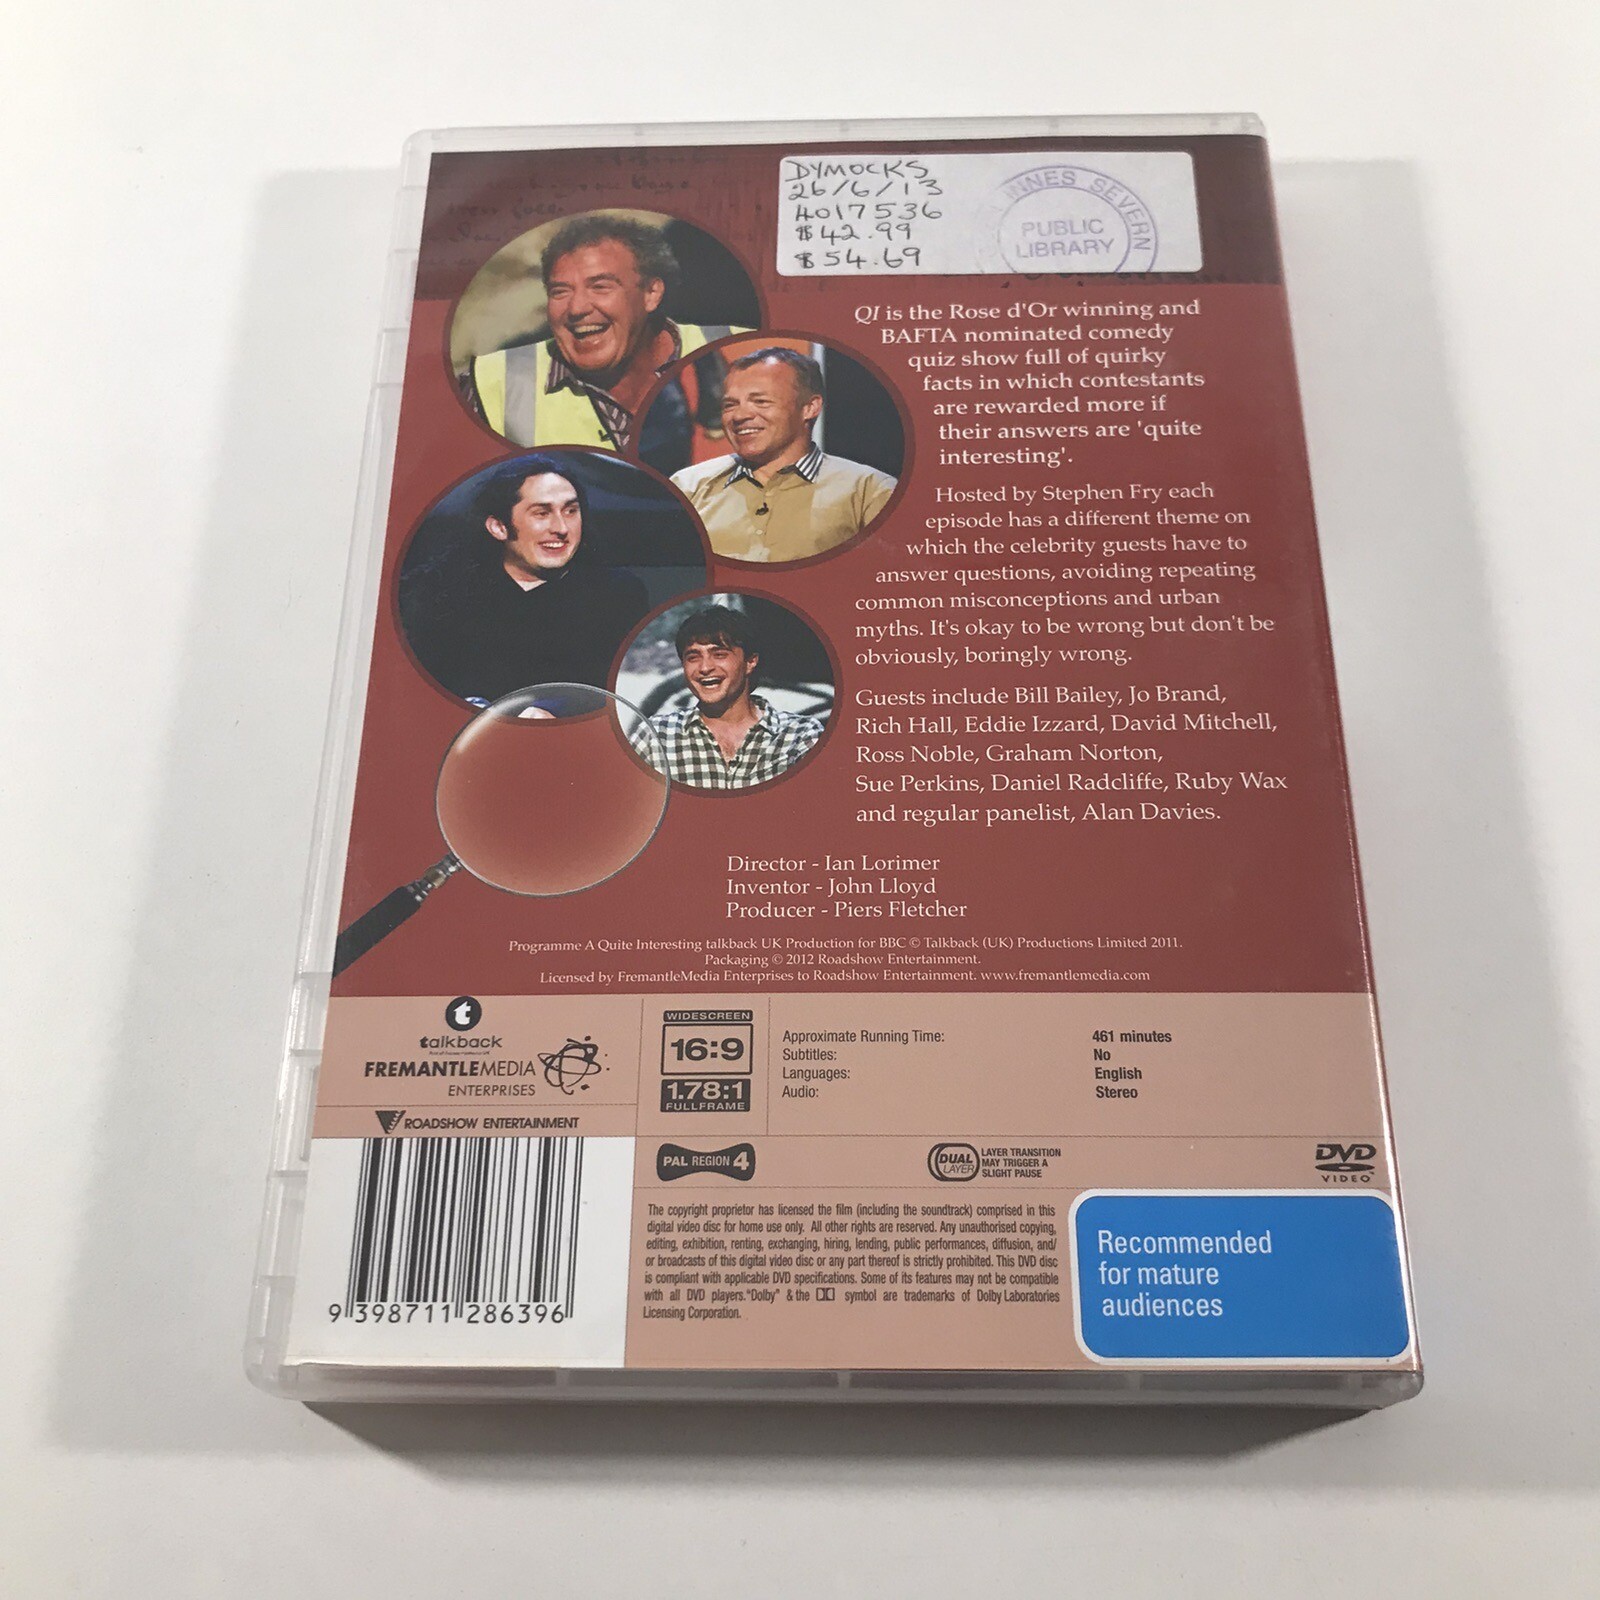 DYMOCKS
26/6/13
4017536
$42.99
$54.69
INNES SEVERN
PUBLIC
LIBRARY
QI is the Rose d'Or winning and
BAFTA nominated comedy
quiz show full of quirky
facts in which contestants
are rewarded more if
their answers are 'quite
interesting'.
Hosted by Stephen Fry each
episode has a different theme on
which the celebrity guests have to
answer questions, avoiding repeating
common misconceptions and urban
myths. It's okay to be wrong but don't be
obviously, boringly wrong.
Guests include Bill Bailey, Jo Brand,
Rich Hall, Eddie Izzard, David Mitchell,
Ross Noble, Graham Norton,
Sue Perkins, Daniel Radcliffe, Ruby Wax
and regular panelist, Alan Davies.
Director - Ian Lorimer
Inventor - John Lloyd
Producer - Piers Fletcher
Programme A Quite Interesting talkback UK Production for BBC © Talkback (UK) Productions Limited 2011.
Packaging © 2012 Roadshow Entertainment.
Licensed by FremantleMedia Enterprises to Roadshow Entertainment. www.fremantlemedia.com
t
talkback
FREMANTLEMEDIA
ENTERPRISES
ROADSHOW ENTERTAINMENT
WIDESCREEN
16:9
1.78:1
FULLFRAME
Approximate Running Time: 461 minutes
Subtitles: No
Languages: English
Audio: Stereo
PAL REGION 4
DUAL LAYER
LAYER TRANSITION
MAY TRIGGER A
SLIGHT PAUSE
DVD
VIDEO
The copyright proprietor has licensed the film (including the soundtrack) comprised in this
digital video disc for home use only. All other rights are reserved. Any unauthorised copying,
editing, exhibition, renting, exchanging, hiring, lending, public performances, diffusion, and/
or broadcasts of this digital video disc or any part thereof is strictly prohibited. This DVD disc
is compliant with applicable DVD specifications. Some of its features may not be compatible
with all DVD players."Dolby" & the symbol are trademarks of Dolby Laboratories
Licensing Corporation.
9 398711 286396
Recommended
for mature
audiences